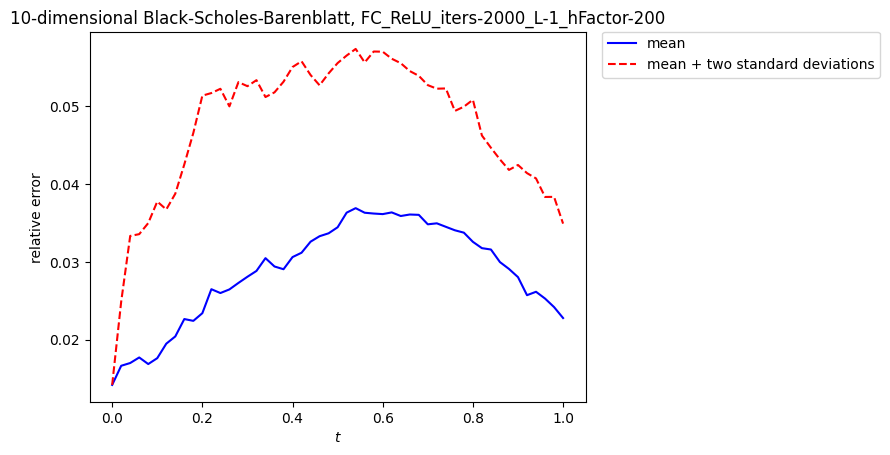 10-dimensional Black-Scholes-Barenblatt, FC_ReLU_iters-2000_L-1_hFactor-200
mean
mean + two standard deviations
relative error
0.05
0.04
0.03
0.02
0.0 0.2 0.4 0.6 0.8 1.0
t